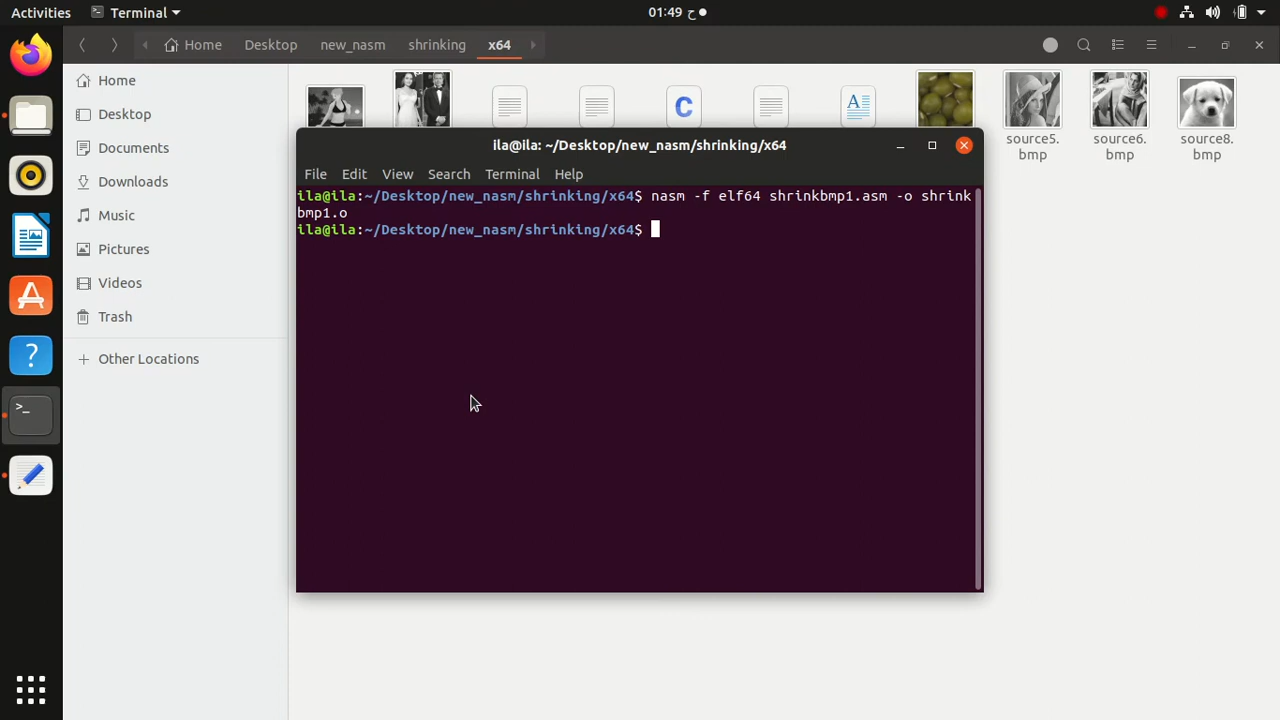 Activities
Terminal
01:49 ح
Home
Desktop
new_nasm
shrinking
x64
Home
Desktop
Documents
Downloads
Music
Pictures
Videos
Trash
Other Locations
source5.
bmp
source6.
bmp
source8.
bmp
ila@ila: ~/Desktop/new_nasm/shrinking/x64
File Edit View Search Terminal Help
ila@ila:~/Desktop/new_nasm/shrinking/x64$ nasm -f elf64 shrinkbmp1.asm -o shrink
bmp1.o
ila@ila:~/Desktop/new_nasm/shrinking/x64$